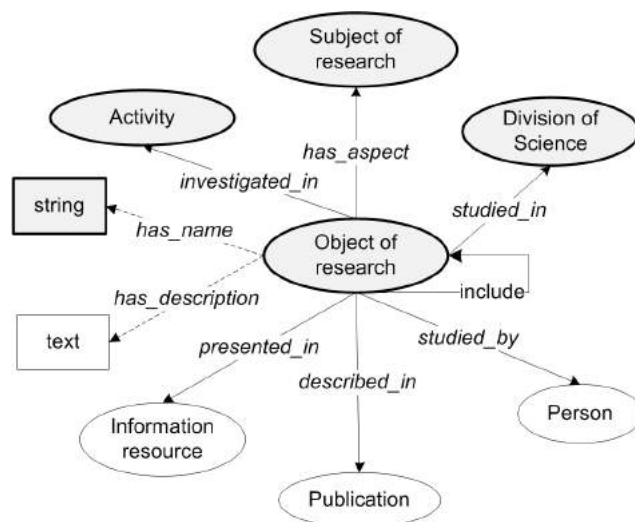 Subject of
research
Activity
Division of
Science
has_aspect
investigated_in
string
studied_in
has_name
Object of
research
has_description
include
text
presented_in
studied_by
described_in
Information
resource
Person
Publication